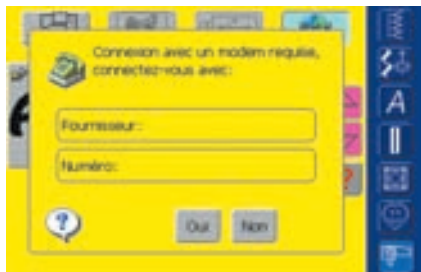 Connexion avec un modem requise,
connectez-vous avec:
Fournisseur:
Numéro:
Oui Non
A
?